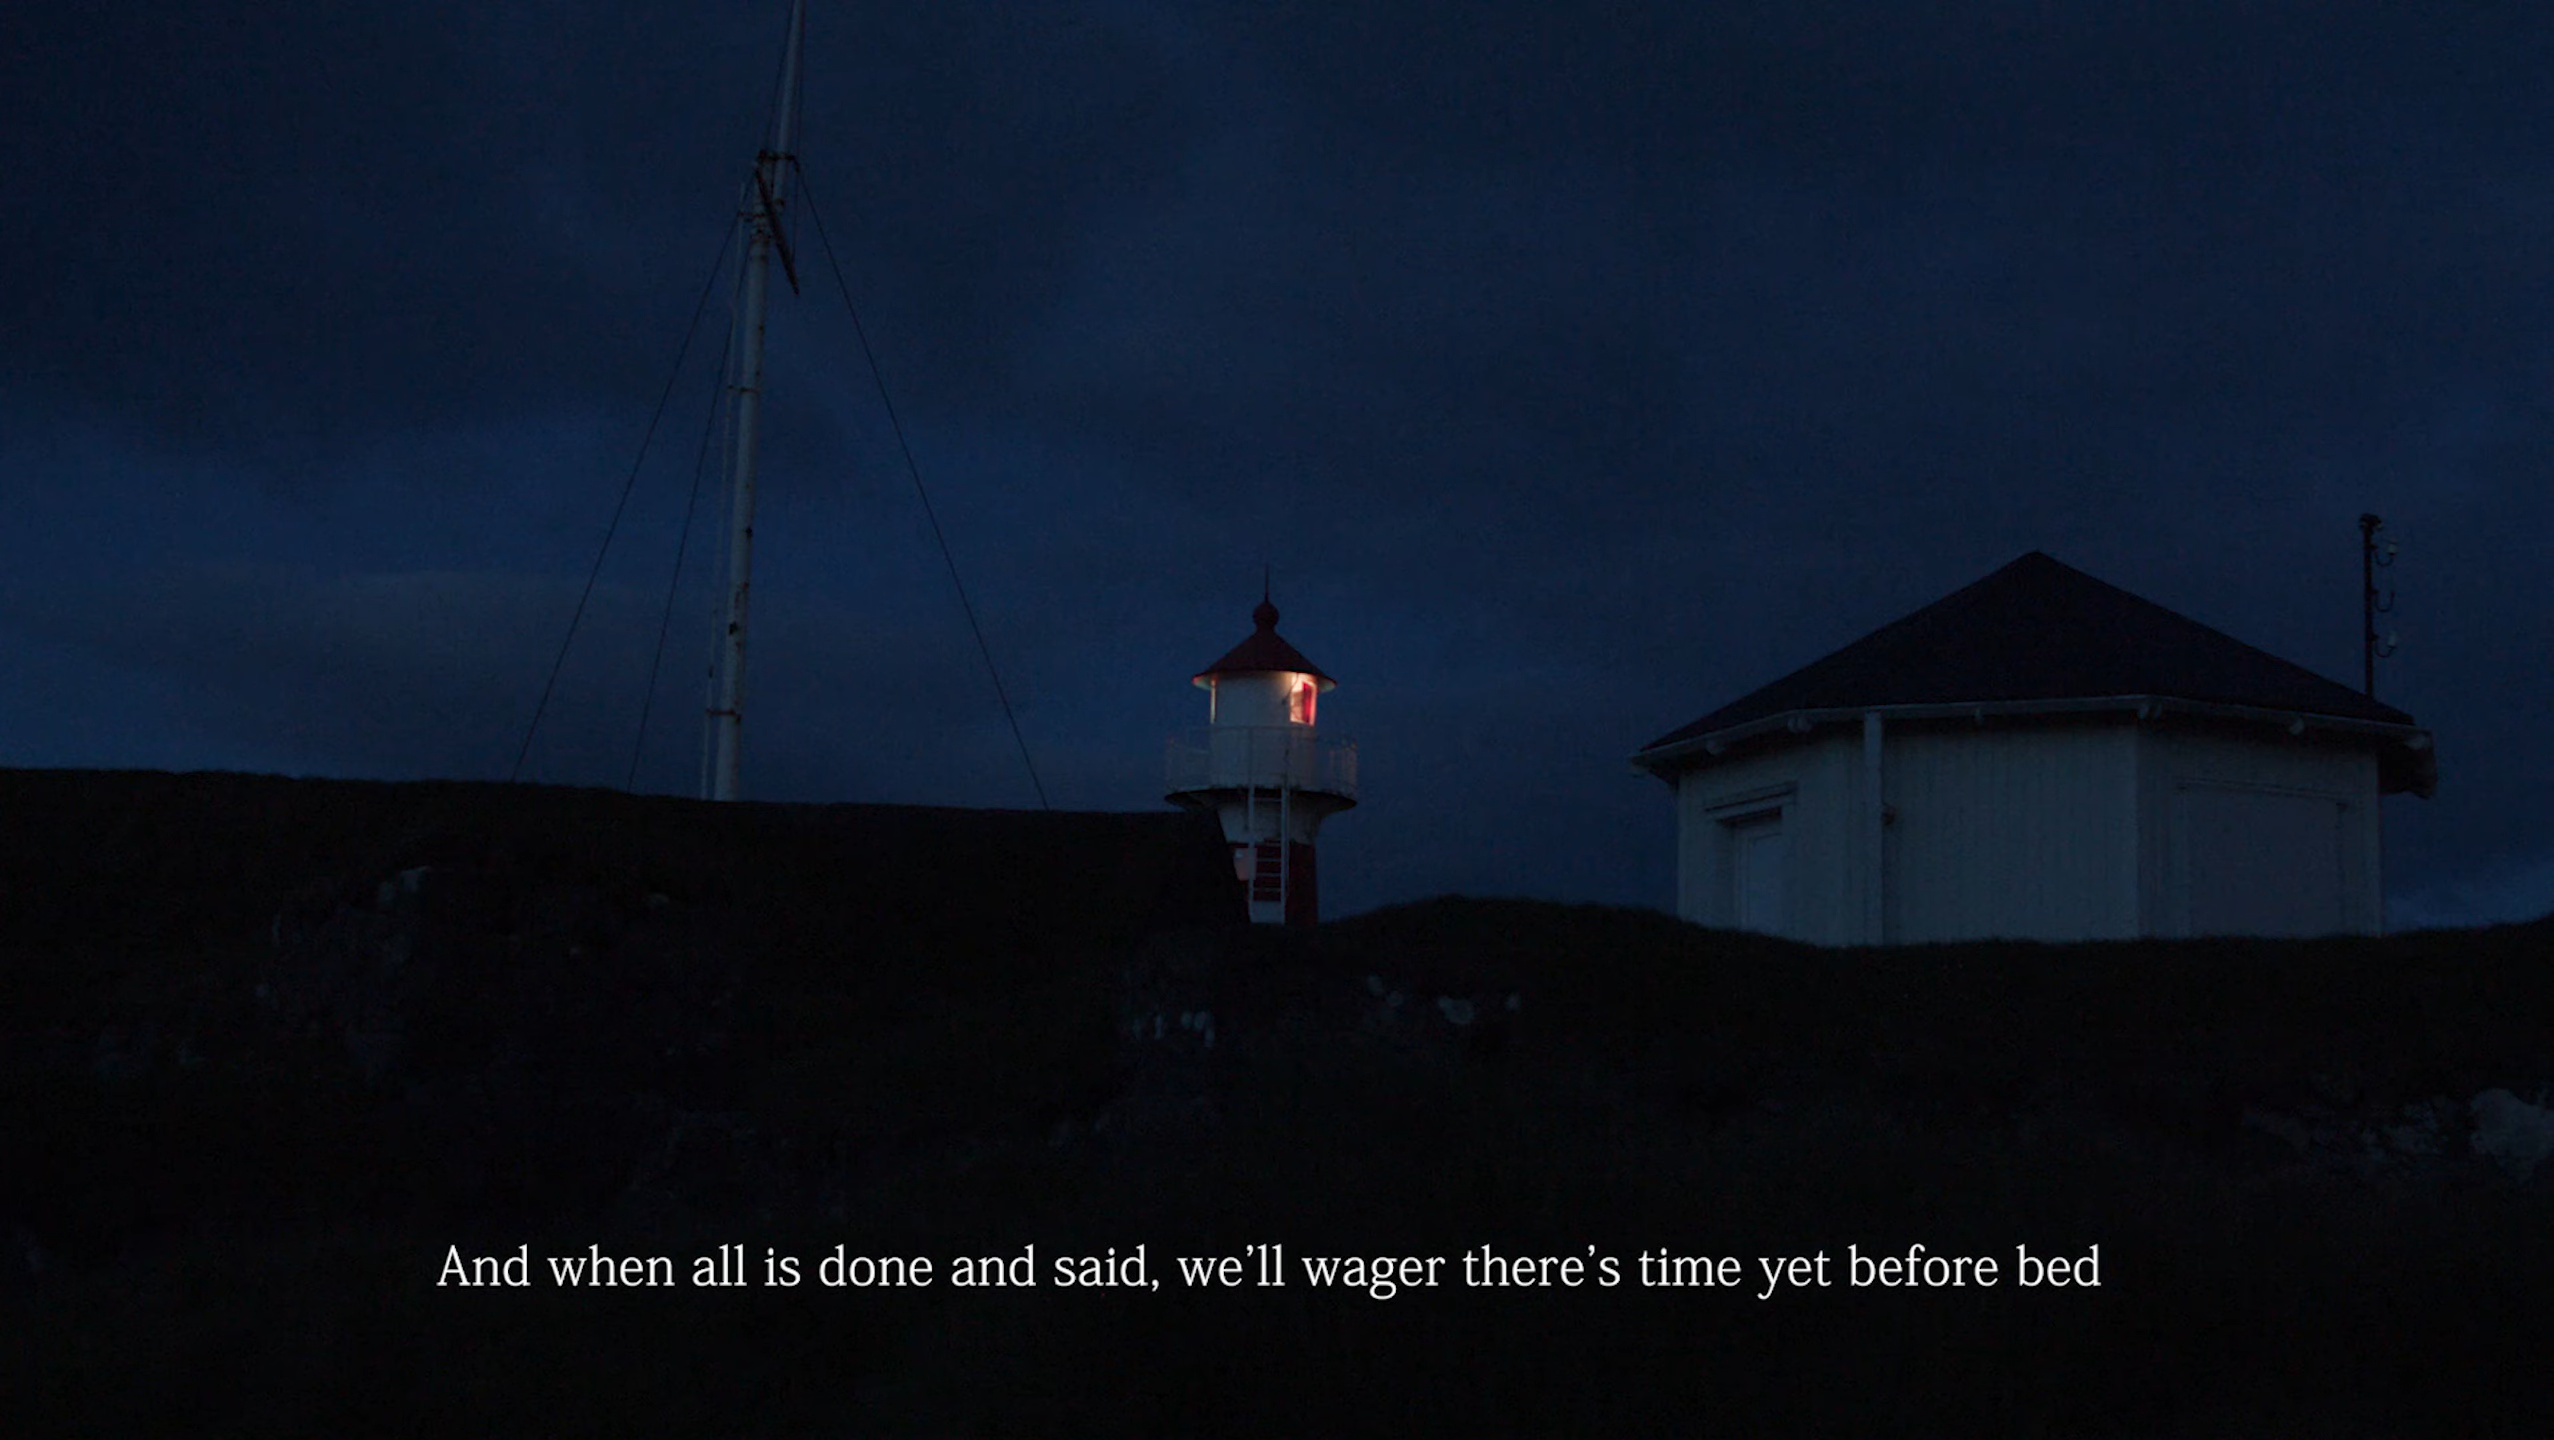 And when all is done and said, we’ll wager there’s time yet before bed